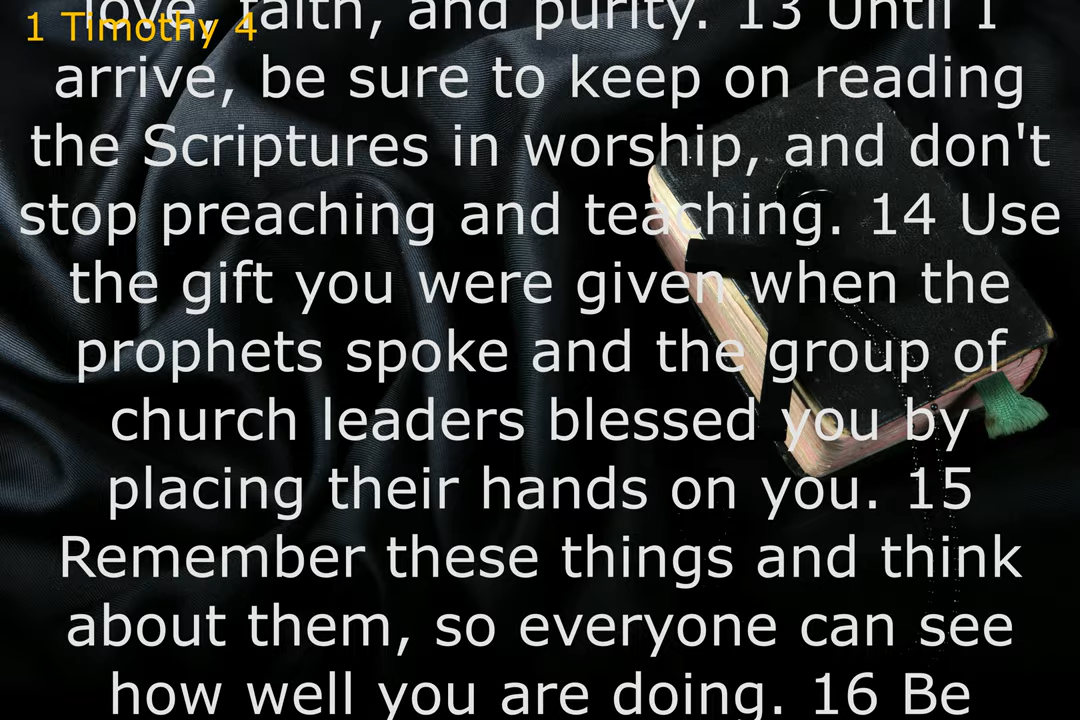 1 Timothy 4
love, faith, and purity. 13 Until I
arrive, be sure to keep on reading
the Scriptures in worship, and don't
stop preaching and teaching. 14 Use
the gift you were given when the
prophets spoke and the group of
church leaders blessed you by
placing their hands on you. 15
Remember these things and think
about them, so everyone can see
how well you are doing. 16 Be